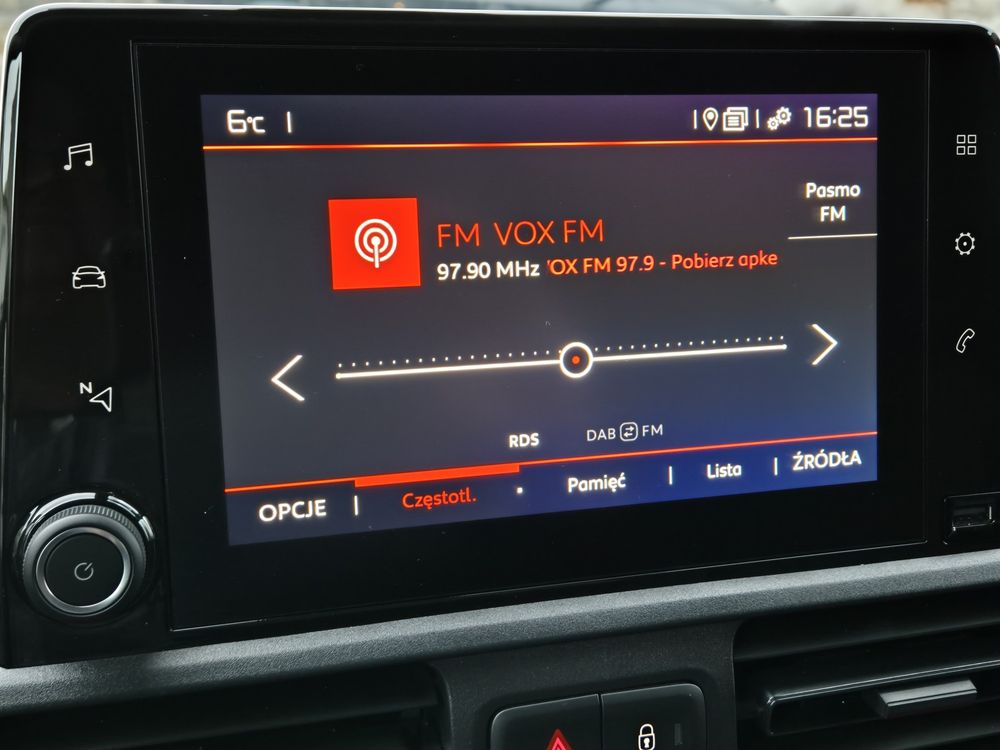 6°C
16:25
Pasmo
FM
FM VOX FM
97.90 MHz OX FM 97.9 - Pobierz apke
N
RDS
DAB FM
OPCJE Częstotl. Pamięć Lista ŹRÓDŁA